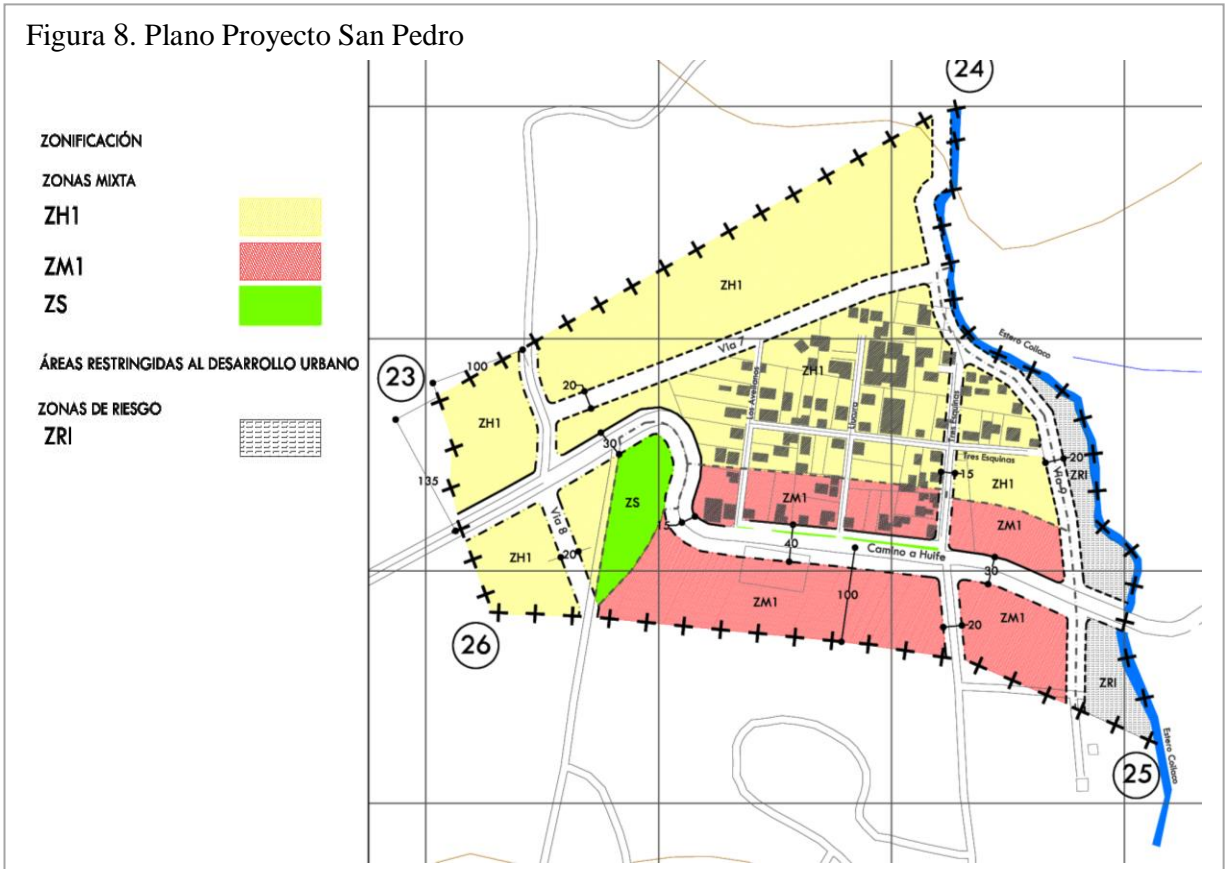 Figura 8. Plano Proyecto San Pedro
ZONIFICACIÓN
ZONAS MIXTA
ZH1
ZM1
ZS
ÁREAS RESTRINGIDAS AL DESARROLLO URBANO
ZONAS DE RIESGO
ZRI
24
ZH1
Estero Collaco
Vía 7
23
100
20
ZH1
Los Avellanos
Tres Esquinas
ZH1
Tres Esquinas
20
ZRI
30
135
15
ZH1
Vía 9
ZS
ZM1
ZM1
Vía 8
15
40
Camino a Huife
30
20
ZH1
ZM1
100
ZM1
20
26
ZRI
Estero Collaco
25